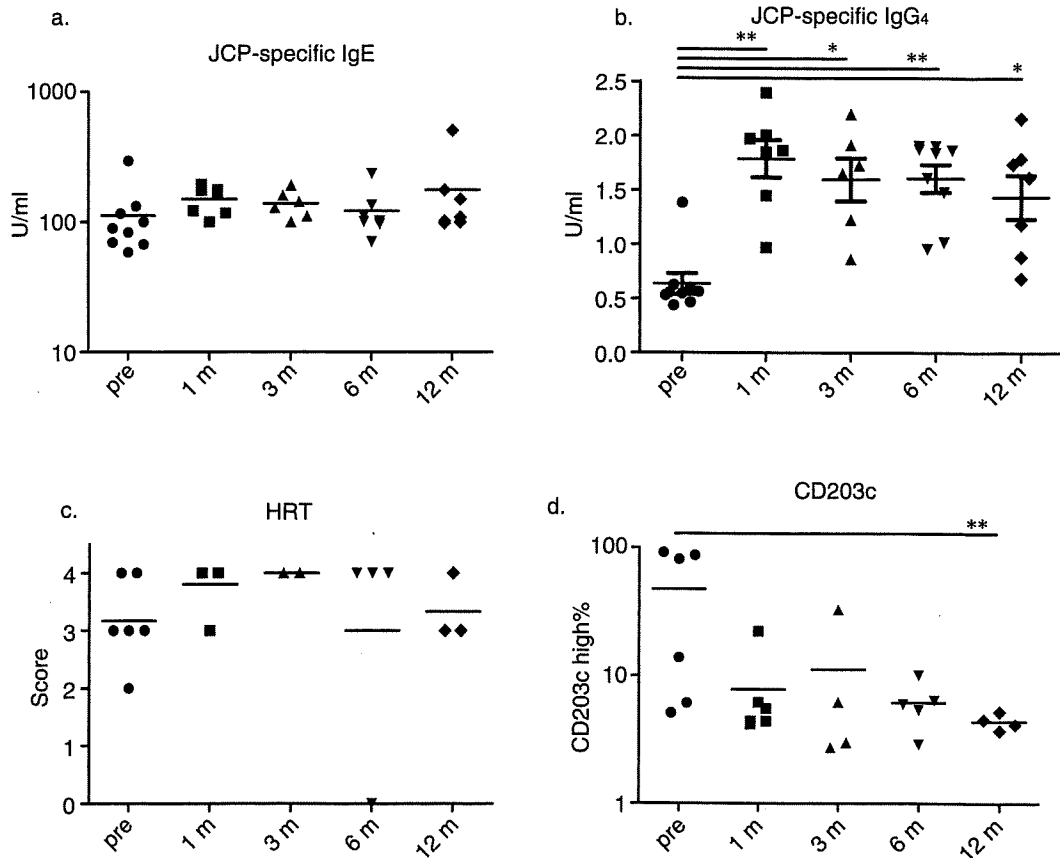 a.
JCP-specific IgE
1000
100
10
U/ml
pre
1 m
3 m
6 m
12 m
b.
JCP-specific IgG4
**
*
**
*
2.5
2.0
1.5
1.0
0.5
0.0
U/ml
pre
1 m
3 m
6 m
12 m
c.
HRT
4
3
2
1
0
Score
pre
1 m
3 m
6 m
12 m
d.
CD203c
**
100
10
1
CD203c high%
pre
1 m
3 m
6 m
12 m